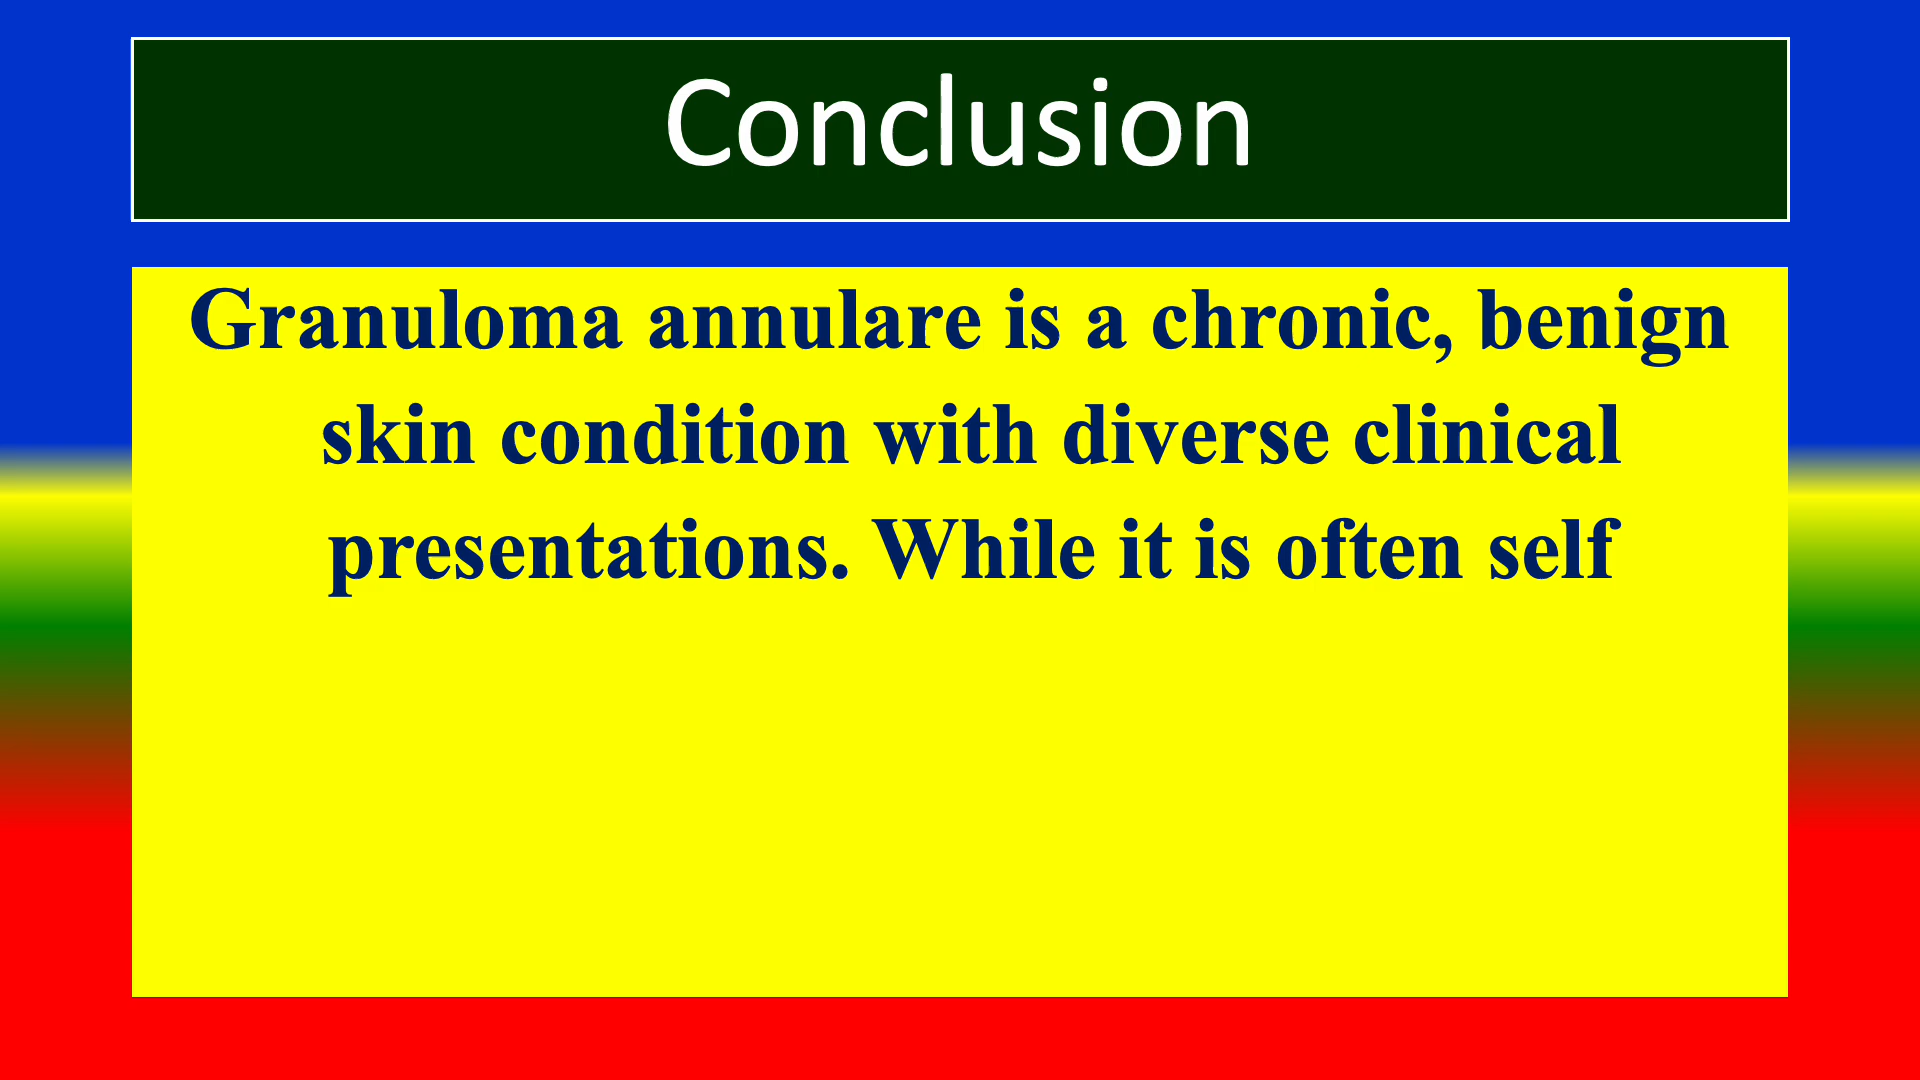 Conclusion
Granuloma annulare is a chronic, benign
skin condition with diverse clinical
presentations. While it is often self